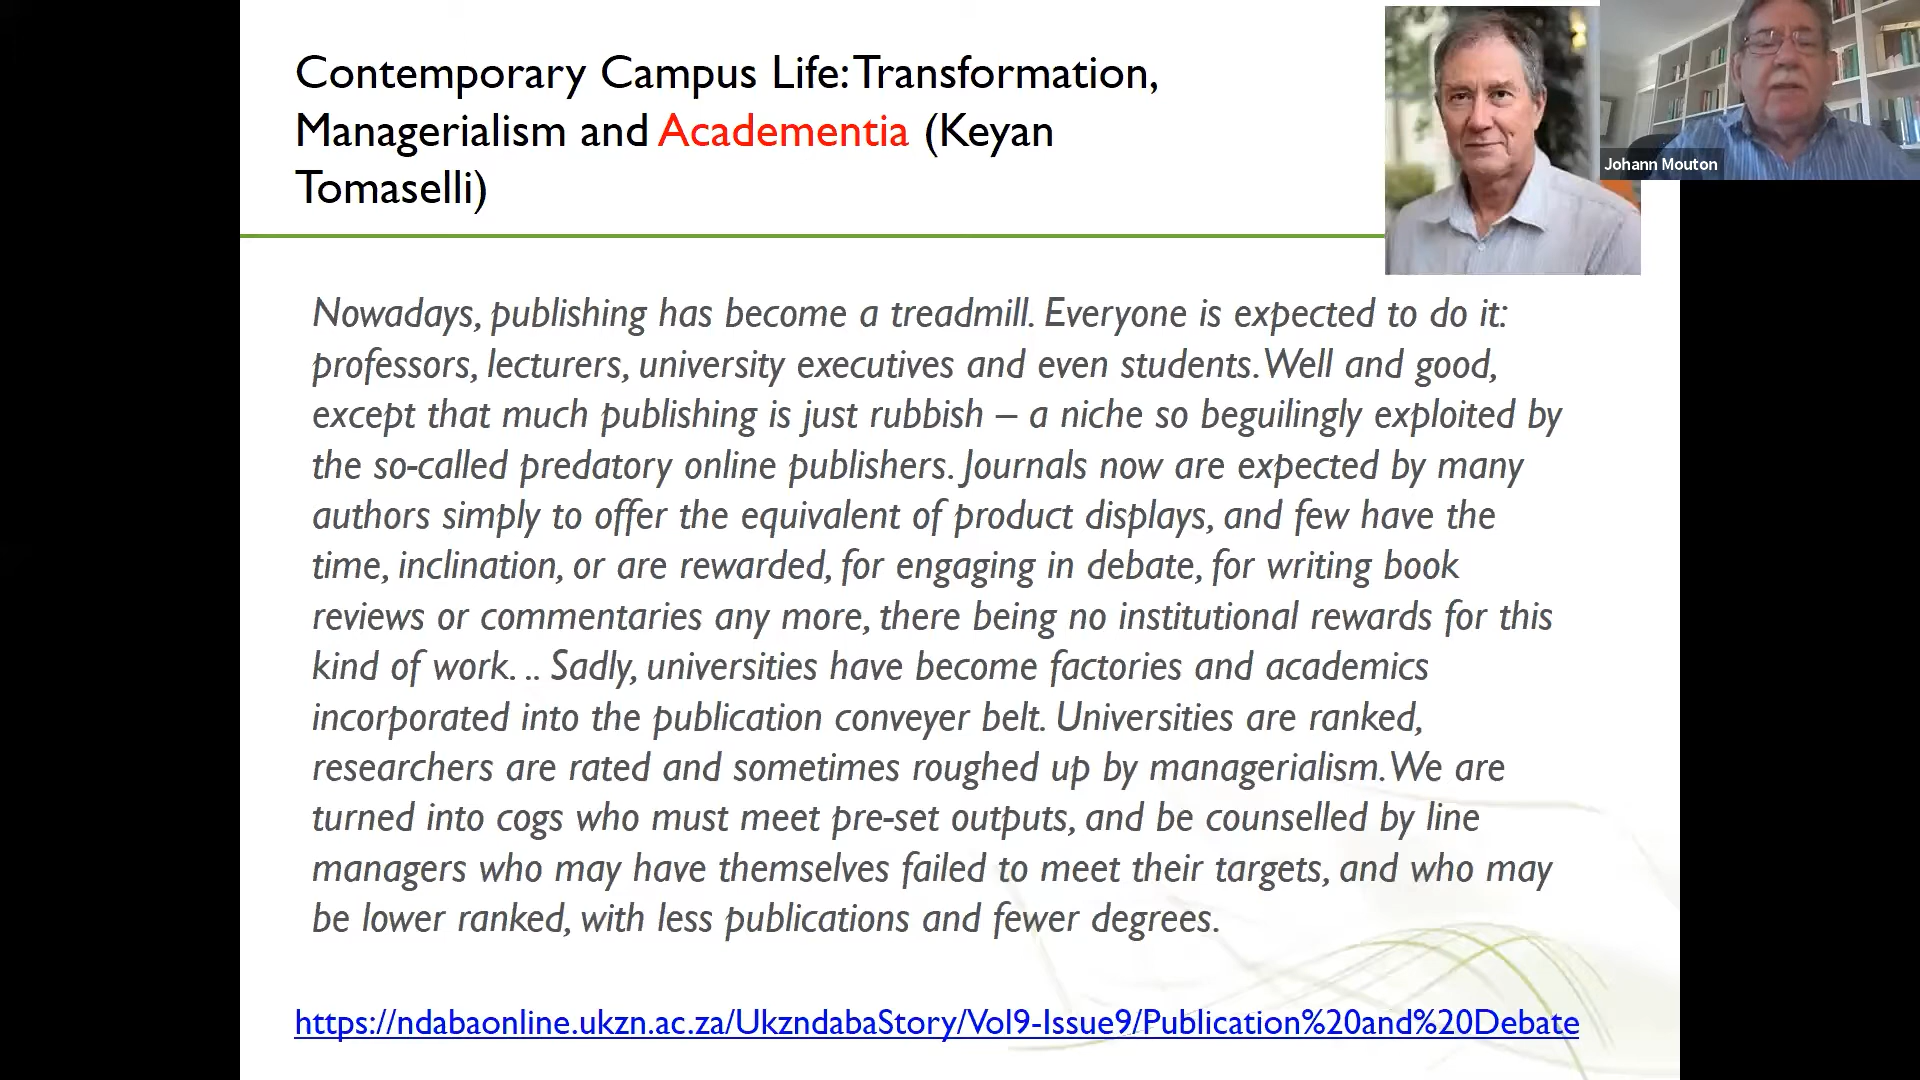 Contemporary Campus Life: Transformation,
Managerialism and Academentia (Keyan
Tomaselli)
Johann Mouton
Nowadays, publishing has become a treadmill. Everyone is expected to do it:
professors, lecturers, university executives and even students. Well and good,
except that much publishing is just rubbish – a niche so beguilingly exploited by
the so-called predatory online publishers. Journals now are expected by many
authors simply to offer the equivalent of product displays, and few have the
time, inclination, or are rewarded, for engaging in debate, for writing book
reviews or commentaries any more, there being no institutional rewards for this
kind of work. .. Sadly, universities have become factories and academics
incorporated into the publication conveyer belt. Universities are ranked,
researchers are rated and sometimes roughed up by managerialism. We are
turned into cogs who must meet pre-set outputs, and be counselled by line
managers who may have themselves failed to meet their targets, and who may
be lower ranked, with less publications and fewer degrees.
https://ndabaonline.ukzn.ac.za/UkzndabaStory/Vol9-Issue9/Publication%20and%20Debate